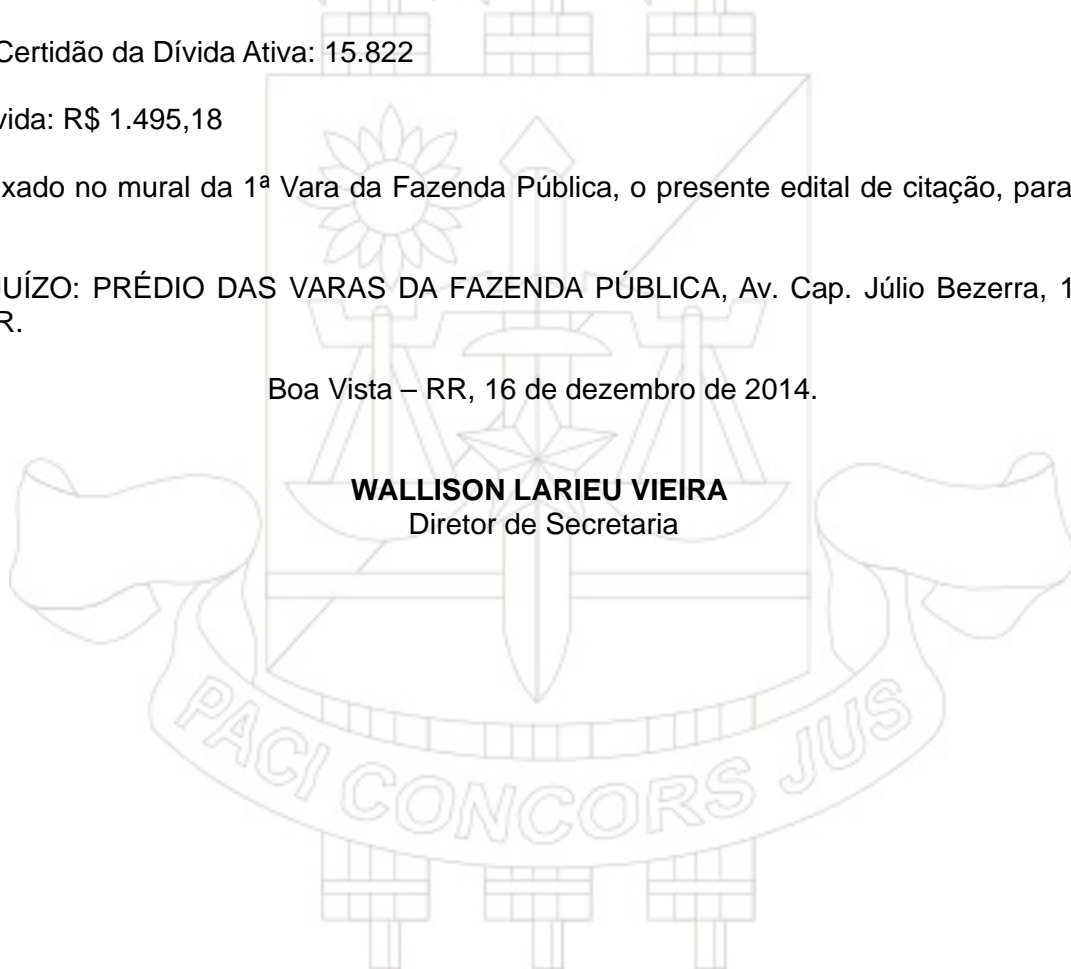 Certidão da Dívida Ativa: 15.822
vida: R$ 1.495,18
xado no mural da 1ª Vara da Fazenda Pública, o presente edital de citação, para
JUÍZO: PRÉDIO DAS VARAS DA FAZENDA PÚBLICA, Av. Cap. Júlio Bezerra, 1
R.
Boa Vista – RR, 16 de dezembro de 2014.
WALLISON LARIEU VIEIRA
Diretor de Secretaria
PACI CONCORS JUS